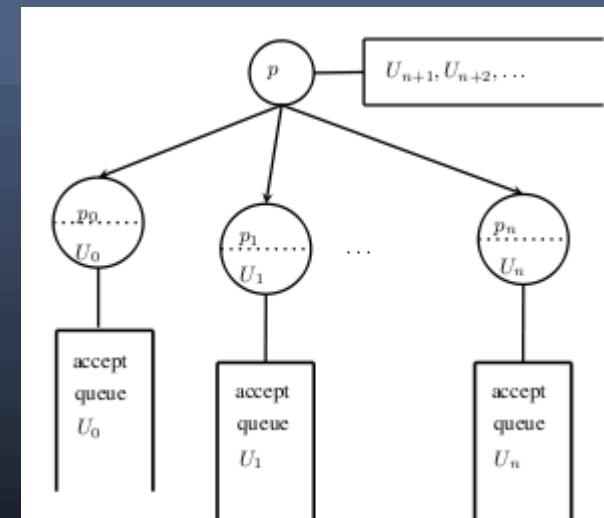 p
U_{n+1}, U_{n+2}, ...
p_0
U_0
p_1
U_1
...
p_n
U_n
accept
queue
U_0
accept
queue
U_1
accept
queue
U_n